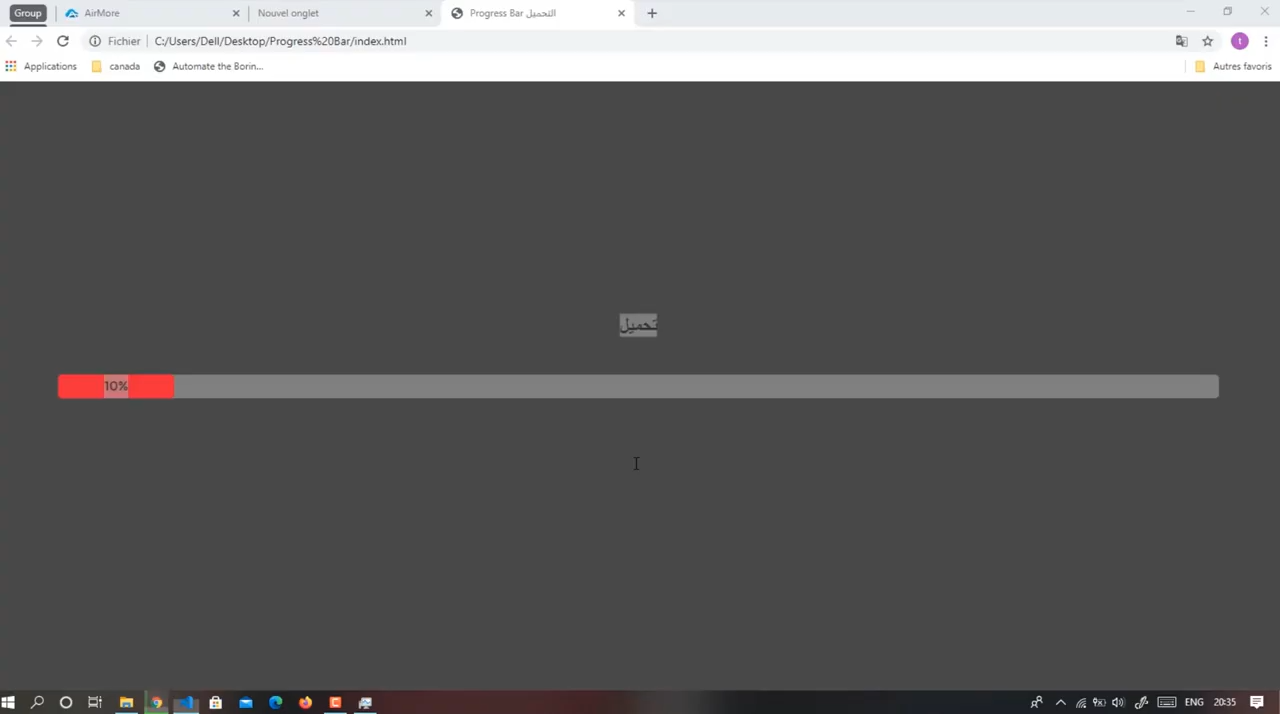 Group
AirMore
Nouvel onglet
Progress Bar التحميل
Fichier
C:/Users/Dell/Desktop/Progress%20Bar/index.html
t
Applications
canada
Automate the Borin...
Autres favoris
تحميل
10%
ENG
20:35